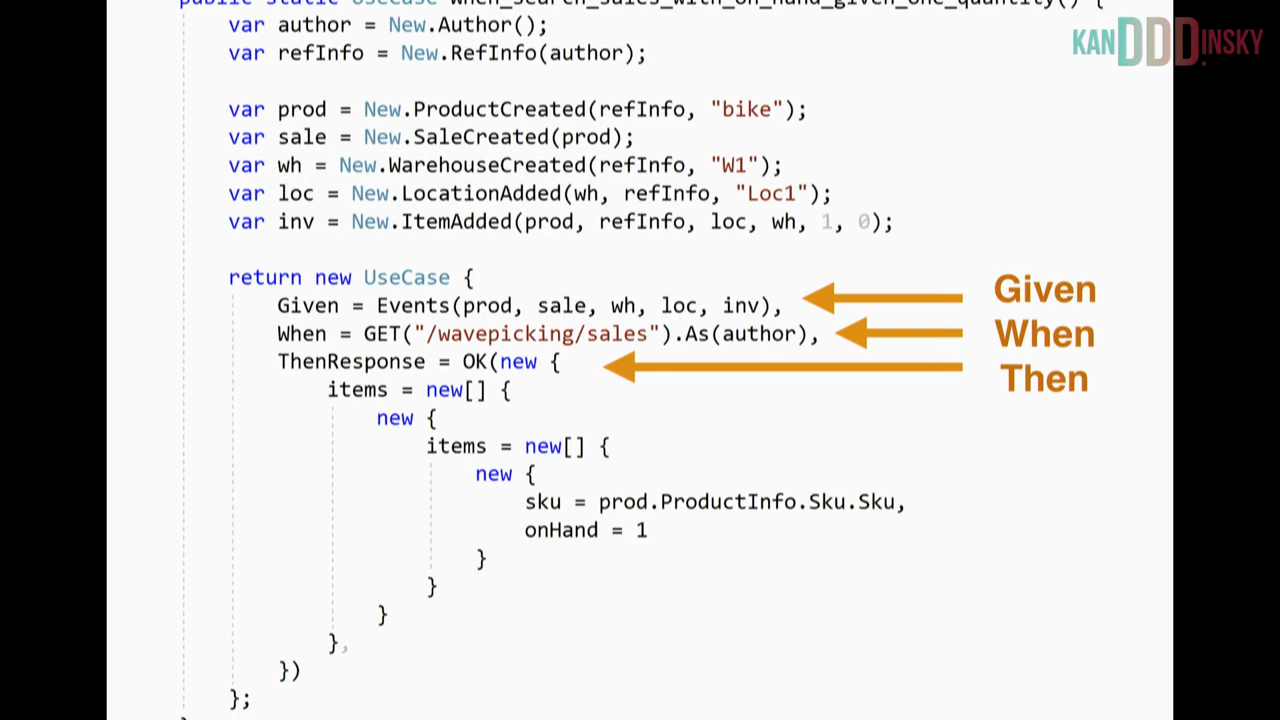 public static UseCase when_search_sales_with_on_hand_given_one_quantity() {
var author = New.Author();
var refInfo = New.RefInfo(author);
var prod = New.ProductCreated(refInfo, "bike");
var sale = New.SaleCreated(prod);
var wh = New.WarehouseCreated(refInfo, "W1");
var loc = New.LocationAdded(wh, refInfo, "Loc1");
var inv = New.ItemAdded(prod, refInfo, loc, wh, 1, 0);
return new UseCase {
Given = Events(prod, sale, wh, loc, inv),
When = GET("/wavepicking/sales").As(author),
ThenResponse = OK(new {
items = new[] {
new {
items = new[] {
new {
sku = prod.ProductInfo.Sku.Sku,
onHand = 1
}
}
}
},
})
};
Given
When
Then
KANDDDINSKY